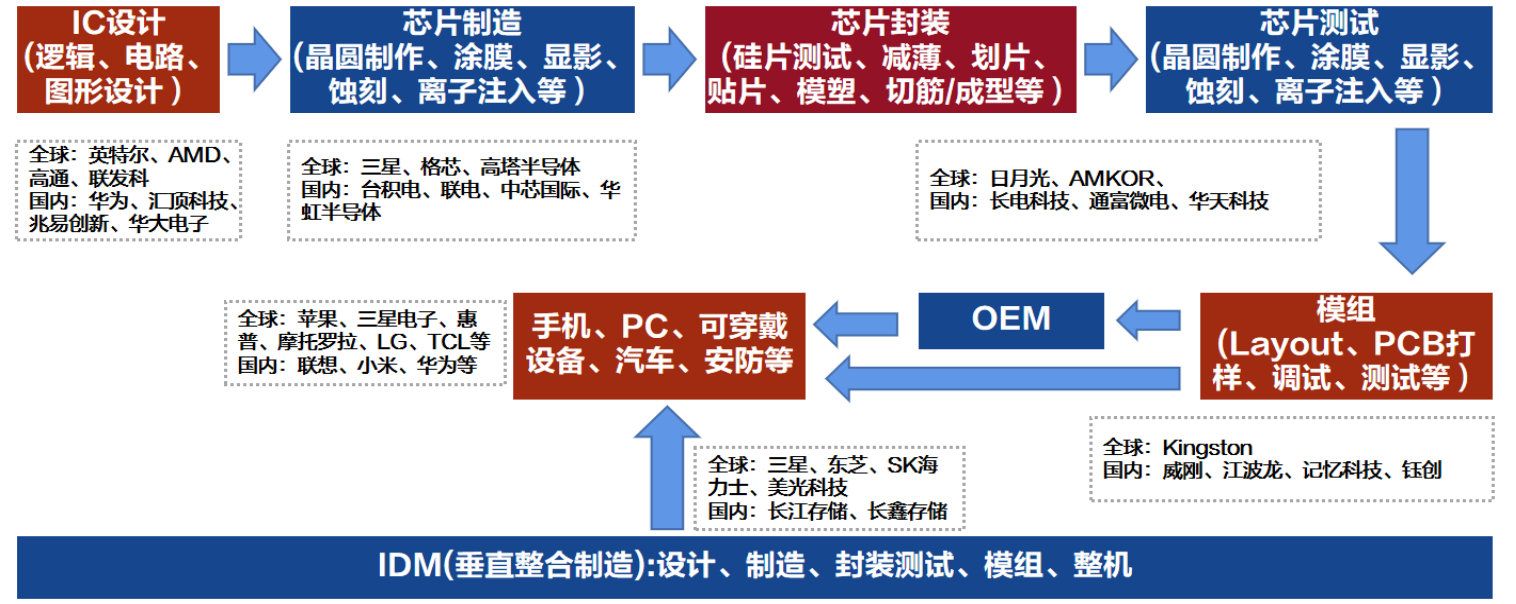 IC设计
(逻辑、电路、
图形设计）
芯片制造
(晶圆制作、涂膜、显影、
蚀刻、离子注入等）
芯片封装
(硅片测试、减薄、划片、
贴片、模塑、切筋/成型等）
芯片测试
(晶圆制作、涂膜、显影、
蚀刻、离子注入等）
全球：英特尔、AMD、
高通、联发科
国内：华为、汇顶科技、
兆易创新、华大电子
全球：三星、格芯、高塔半导体
国内：台积电、联电、中芯国际、华
虹半导体
全球：日月光、AMKOR、
国内：长电科技、通富微电、华天科技
全球：苹果、三星电子、惠
普、摩托罗拉、LG、TCL等
国内：联想、小米、华为等
手机、PC、可穿戴
设备、汽车、安防等
OEM
模组
（Layout、PCB打
样、调试、测试等）
全球：Kingston
国内：威刚、江波龙、记忆科技、钰创
全球：三星、东芝、SK海
力士、美光科技
国内：长江存储、长鑫存储
IDM(垂直整合制造):设计、制造、封装测试、模组、整机